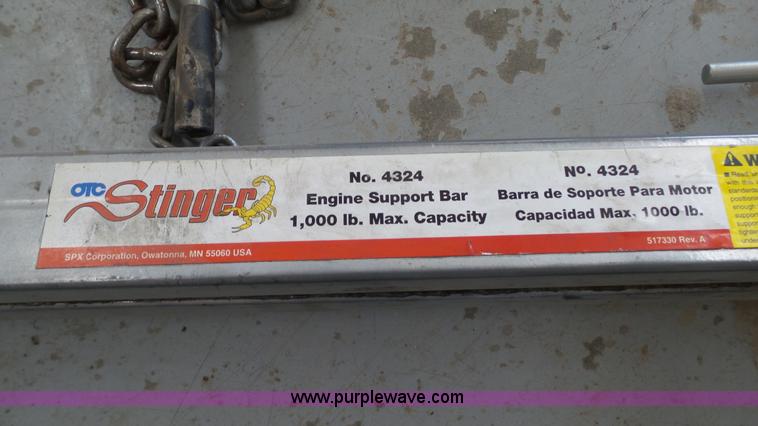 OTC
Stinger
No. 4324
Engine Support Bar
1,000 lb. Max. Capacity
No. 4324
Barra de Soporte Para Motor
Capacidad Max. 1000 lb.
SPX Corporation, Owatonna, MN 55060 USA
517330 Rev. A
www.purplewave.com